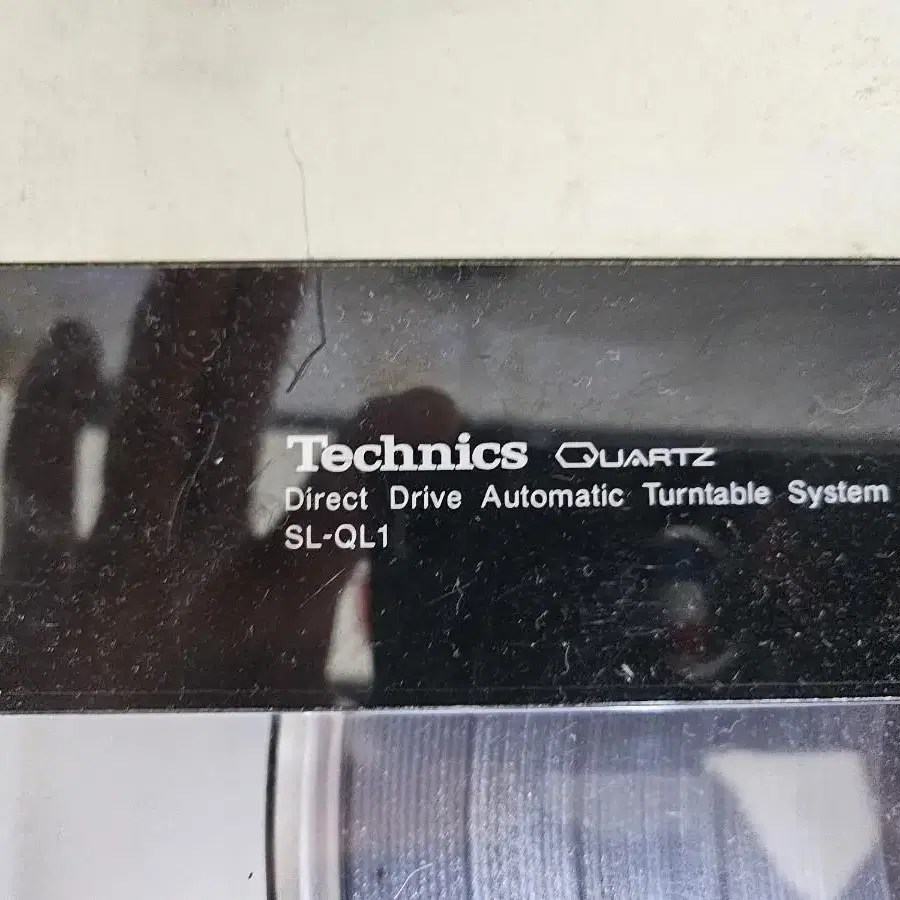 Technics QUARTZ
Direct Drive Automatic Turntable System
SL-QL1